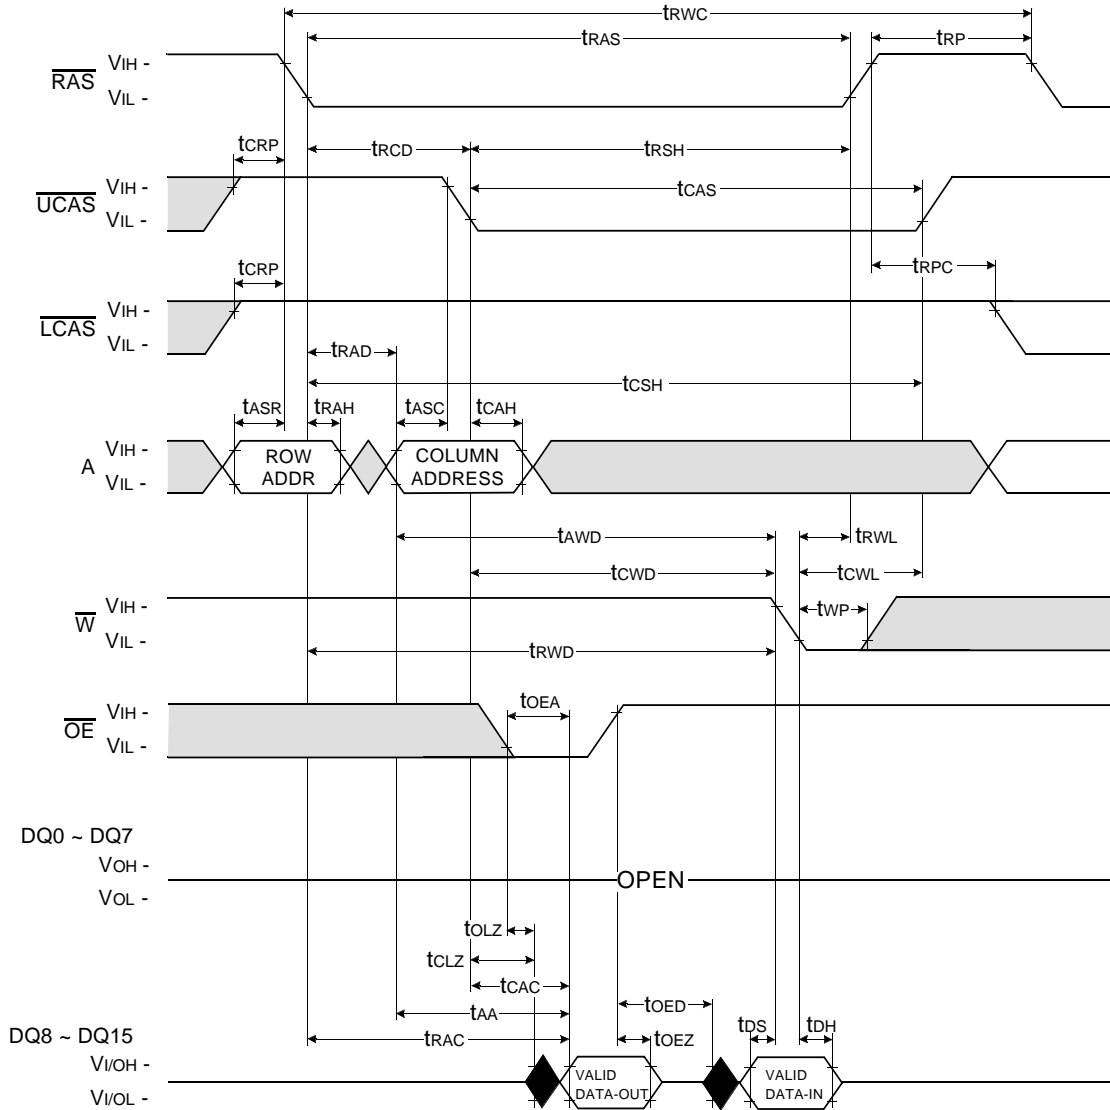 tRWC
tRAS
tRP
RAS
VIH -
VIL -
tCRP
tRCD
tRSH
UCAS
VIH -
VIL -
tCAS
tCRP
tRPC
LCAS
VIH -
VIL -
tRAD
tCSH
tASR
tRAH
tASC
tCAH
A
VIH -
VIL -
ROW
ADDR
COLUMN
ADDRESS
tAWD
tRWL
tCWD
tCWL
W
VIH -
VIL -
tWP
tRWD
OE
VIH -
VIL -
tOEA
DQ0 ~ DQ7
VOH -
VOL -
OPEN
tOLZ
tCLZ
tCAC
tAA
tOED
tRAC
tOEZ
tDS
tDH
DQ8 ~ DQ15
VI/OH -
VI/OL -
VALID
DATA-OUT
VALID
DATA-IN